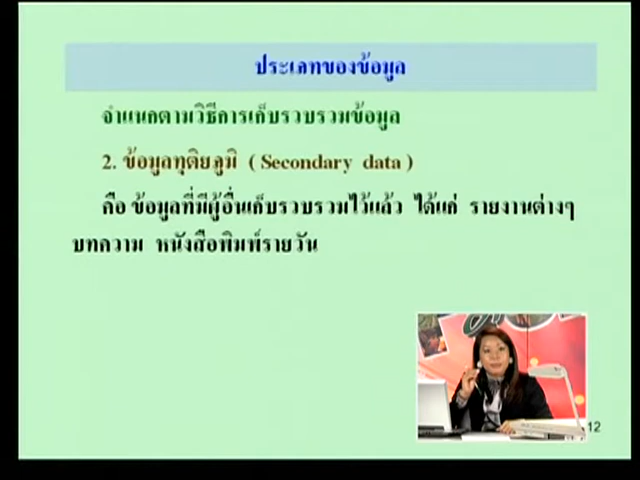 ประเภทของข้อมูล
จำแนกตามวิธีการเก็บรวบรวมข้อมูล
2. ข้อมูลทุติยภูมิ ( Secondary data )
คือ ข้อมูลที่มีผู้อื่นเก็บรวบรวมไว้แล้ว ได้แก่ รายงานต่างๆ
บทความ หนังสือพิมพ์รายวัน
12